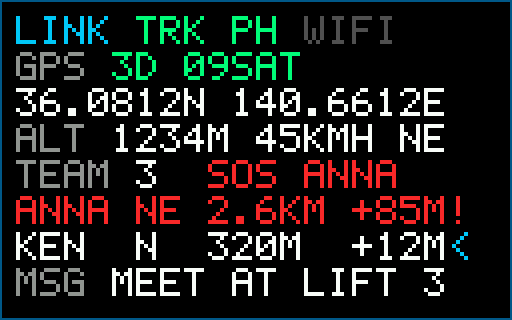 LINK TRK PH WIFI
GPS 3D 09SAT
36.0812N 140.6612E
ALT 1234M 45KMH NE
TEAM 3 SOS ANNA
ANNA NE 2.6KM +85M!
KEN N 320M +12M<
MSG MEET AT LIFT 3